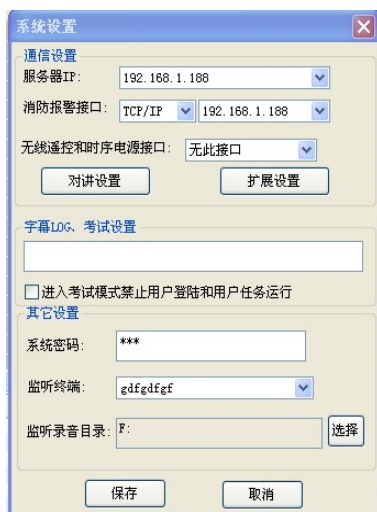 系统设置
通信设置
服务器IP: 192.168.1.188
消防报警接口: TCP/IP 192.168.1.188
无线遥控和时序电源接口: 无此接口
对讲设置 扩展设置
字幕LOG、考试设置
进入考试模式禁止用户登陆和用户任务运行
其它设置
系统密码: ***
监听终端: gdfgdfgf
监听录音目录: F: 选择
保存 取消